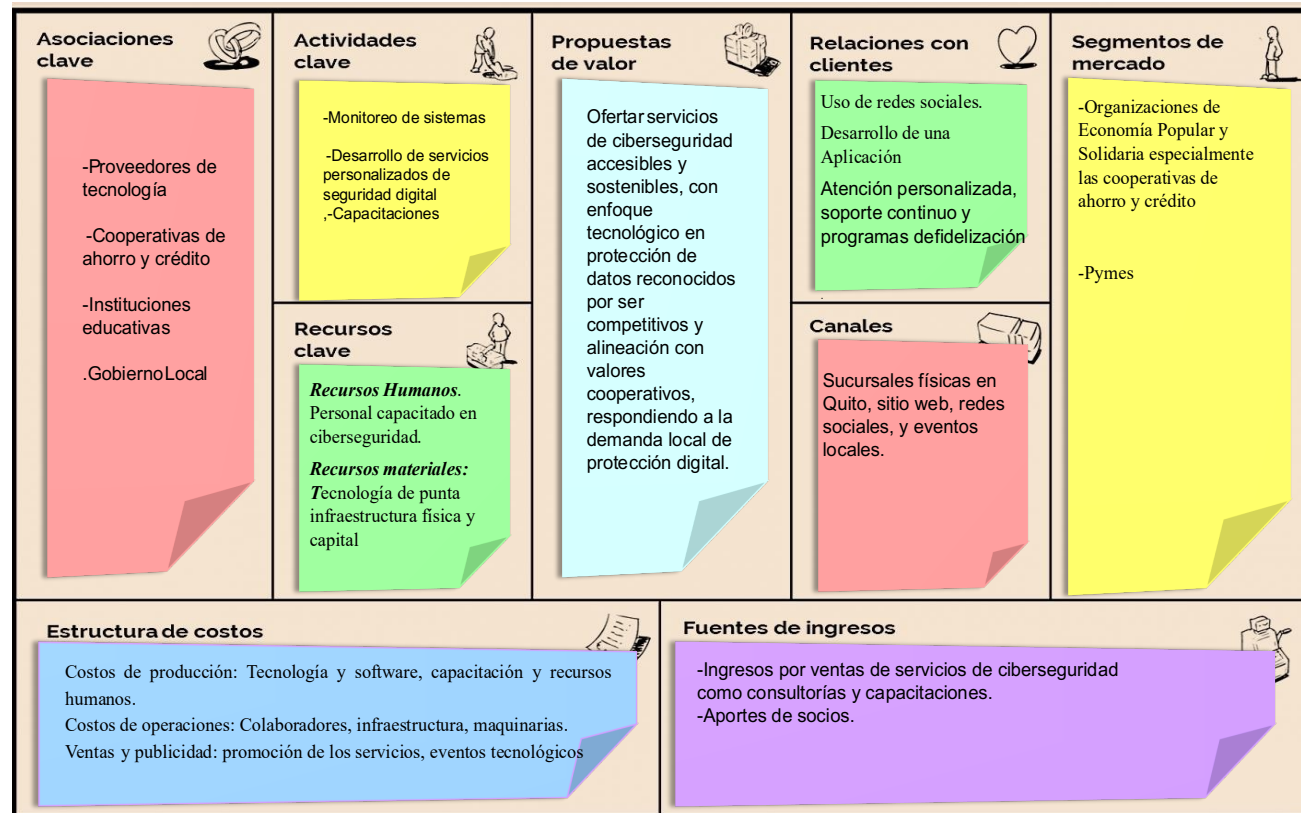 Asociaciones
clave
-Proveedores de
tecnología
-Cooperativas de
ahorro y crédito
-Instituciones
educativas
.GobiernoLocal
Actividades
clave
-Monitoreo de sistemas
-Desarrollo de servicios
personalizados de
seguridad digital
,-Capacitaciones
Recursos
clave
Recursos Humanos.
Personal capacitado en
ciberseguridad.
Recursos materiales:
Tecnología de punta
infraestructura física y
capital
Propuestas
de valor
Ofertar servicios
de ciberseguridad
accesibles y
sostenibles, con
enfoque
tecnológico en
protección de
datos reconocidos
por ser
competitivos y
alineación con
valores
cooperativos,
respondiendo a la
demanda local de
protección digital.
Relaciones con
clientes
Uso de redes sociales.
Desarrollo de una
Aplicación
Atención personalizada,
soporte continuo y
programas defidelización
.
Canales
Sucursales físicas en
Quito, sitio web, redes
sociales, y eventos
locales.
Segmentos de
mercado
-Organizaciones de
Economía Popular y
Solidaria especialmente
las cooperativas de
ahorro y crédito
-Pymes
Estructura de costos
Costos de producción: Tecnología y software, capacitación y recursos
humanos.
Costos de operaciones: Colaboradores, infraestructura, maquinarias.
Ventas y publicidad: promoción de los servicios, eventos tecnológicos
Fuentes de ingresos
-Ingresos por ventas de servicios de ciberseguridad
como consultorías y capacitaciones.
-Aportes de socios.